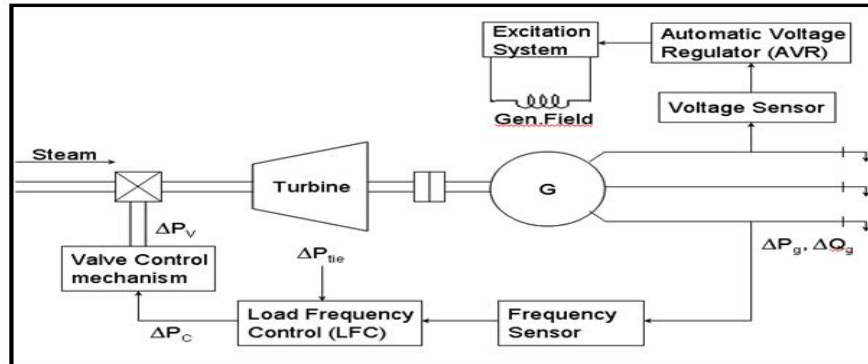 Excitation
System
Automatic Voltage
Regulator (AVR)
Voltage Sensor
Gen.Field
Steam
Turbine
G
ΔP_V
ΔP_tie
ΔP_g, ΔQ_g
Valve Control
mechanism
Load Frequency
Control (LFC)
Frequency
Sensor
ΔP_C